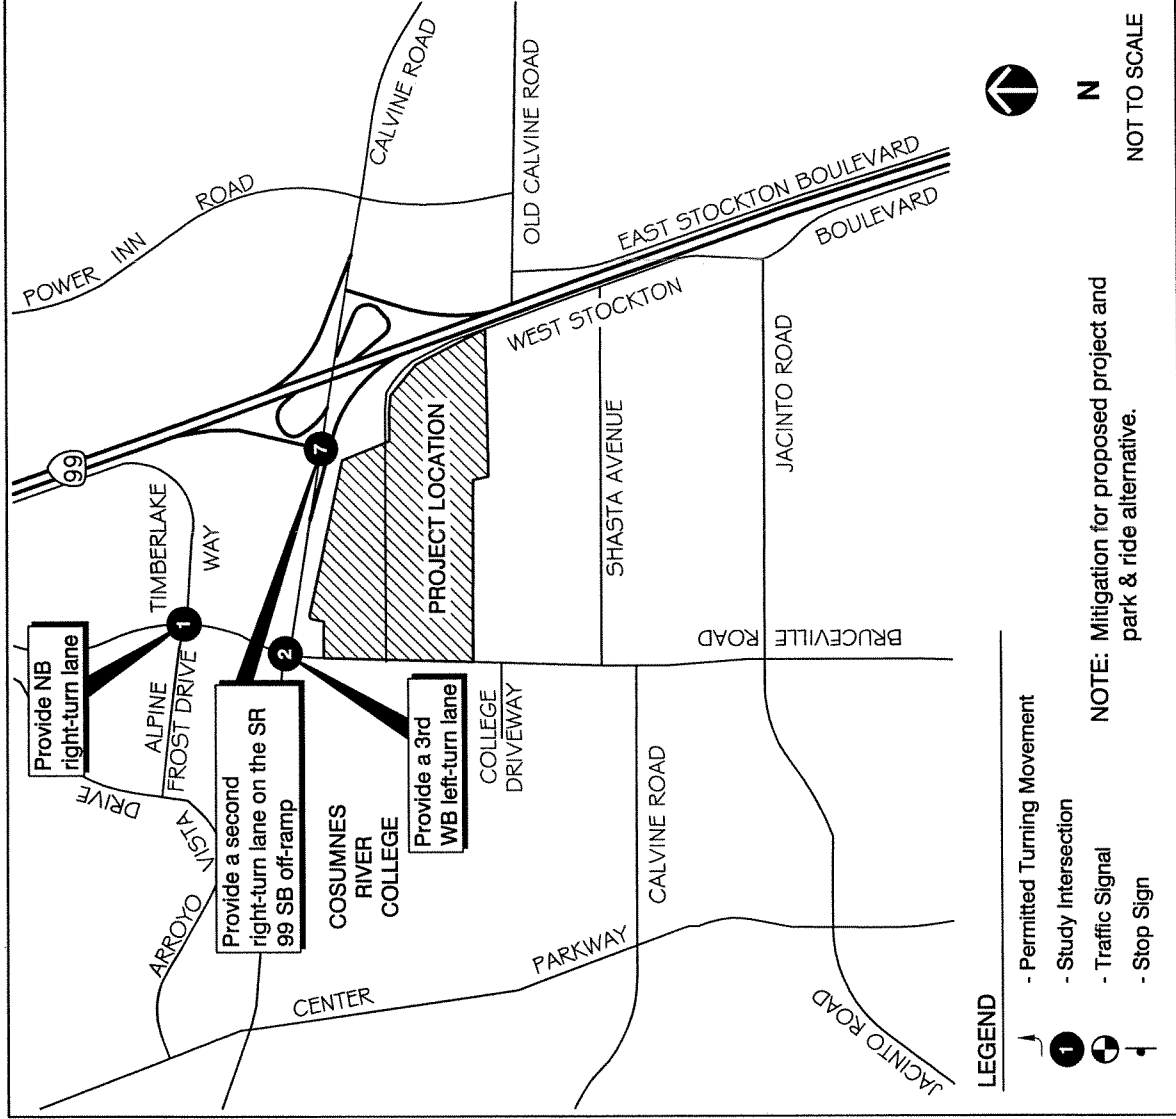 Provide NB
right-turn lane
1
ALPINE
FROST DRIVE
TIMBERLAKE
WAY
99
POWER INN ROAD
CALVINE ROAD
OLD CALVINE ROAD
EAST STOCKTON BOULEVARD
WEST STOCKTON
BOULEVARD
7
2
Provide a second
right-turn lane on the SR
99 SB off-ramp
Provide a 3rd
WB left-turn lane
ARROYO VISTA DRIVE
COSUMNES
RIVER
COLLEGE
PROJECT LOCATION
COLLEGE
DRIVEWAY
SHASTA AVENUE
JACINTO ROAD
BRUCEVILLE ROAD
CALVINE ROAD
CENTER PARKWAY
JACINTO ROAD
N
NOT TO SCALE
LEGEND
- Permitted Turning Movement
1 - Study Intersection
- Traffic Signal
- Stop Sign
NOTE: Mitigation for proposed project and
park & ride alternative.